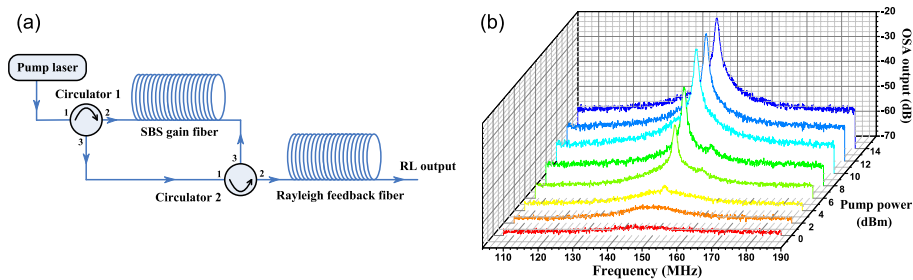 (a)
Pump laser
Circulator 1
1
2
3
SBS gain fiber
3
Circulator 2
1
2
Rayleigh feedback fiber
RL output
(b)
-20
-30
-40
-50
-60
-70
OSA output (dB)
14
12
10
8
6
4
2
0
Pump power
(dBm)
110 120 130 140 150 160 170 180 190
Frequency (MHz)